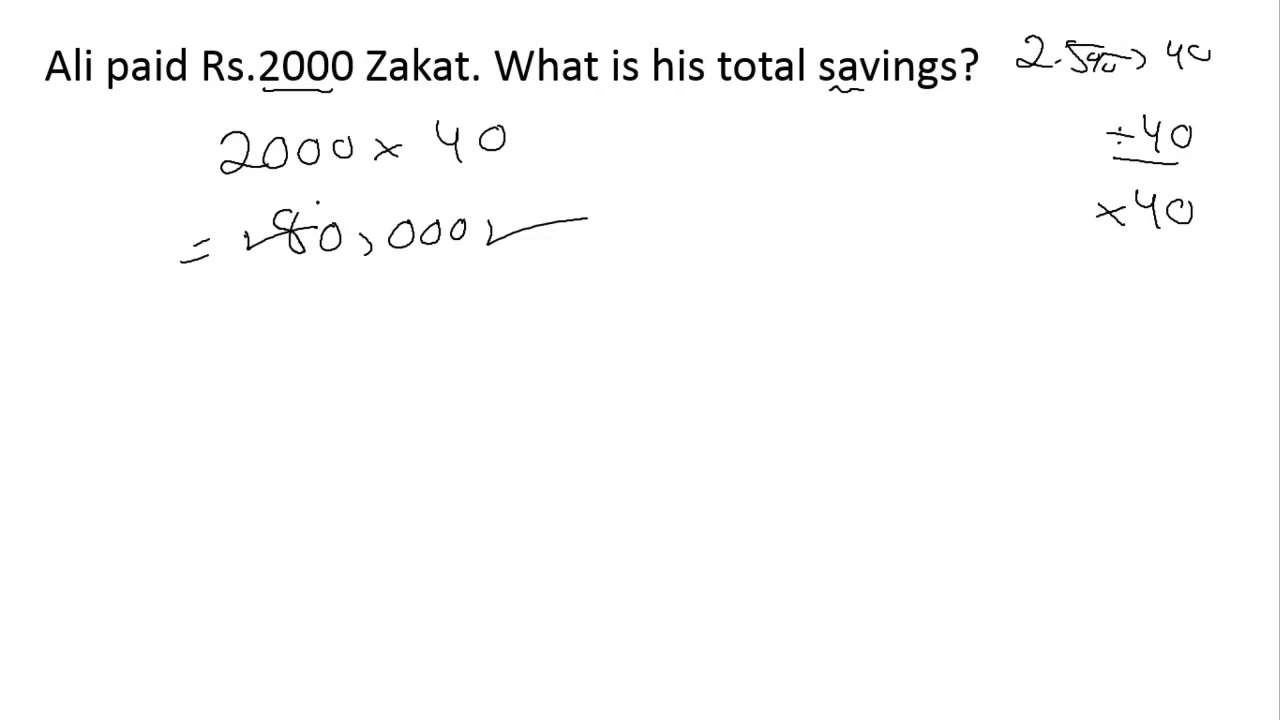 Ali paid Rs.2000 Zakat. What is his total savings? 2.5% > 40
2000 × 40
÷40
= 80,000
×40